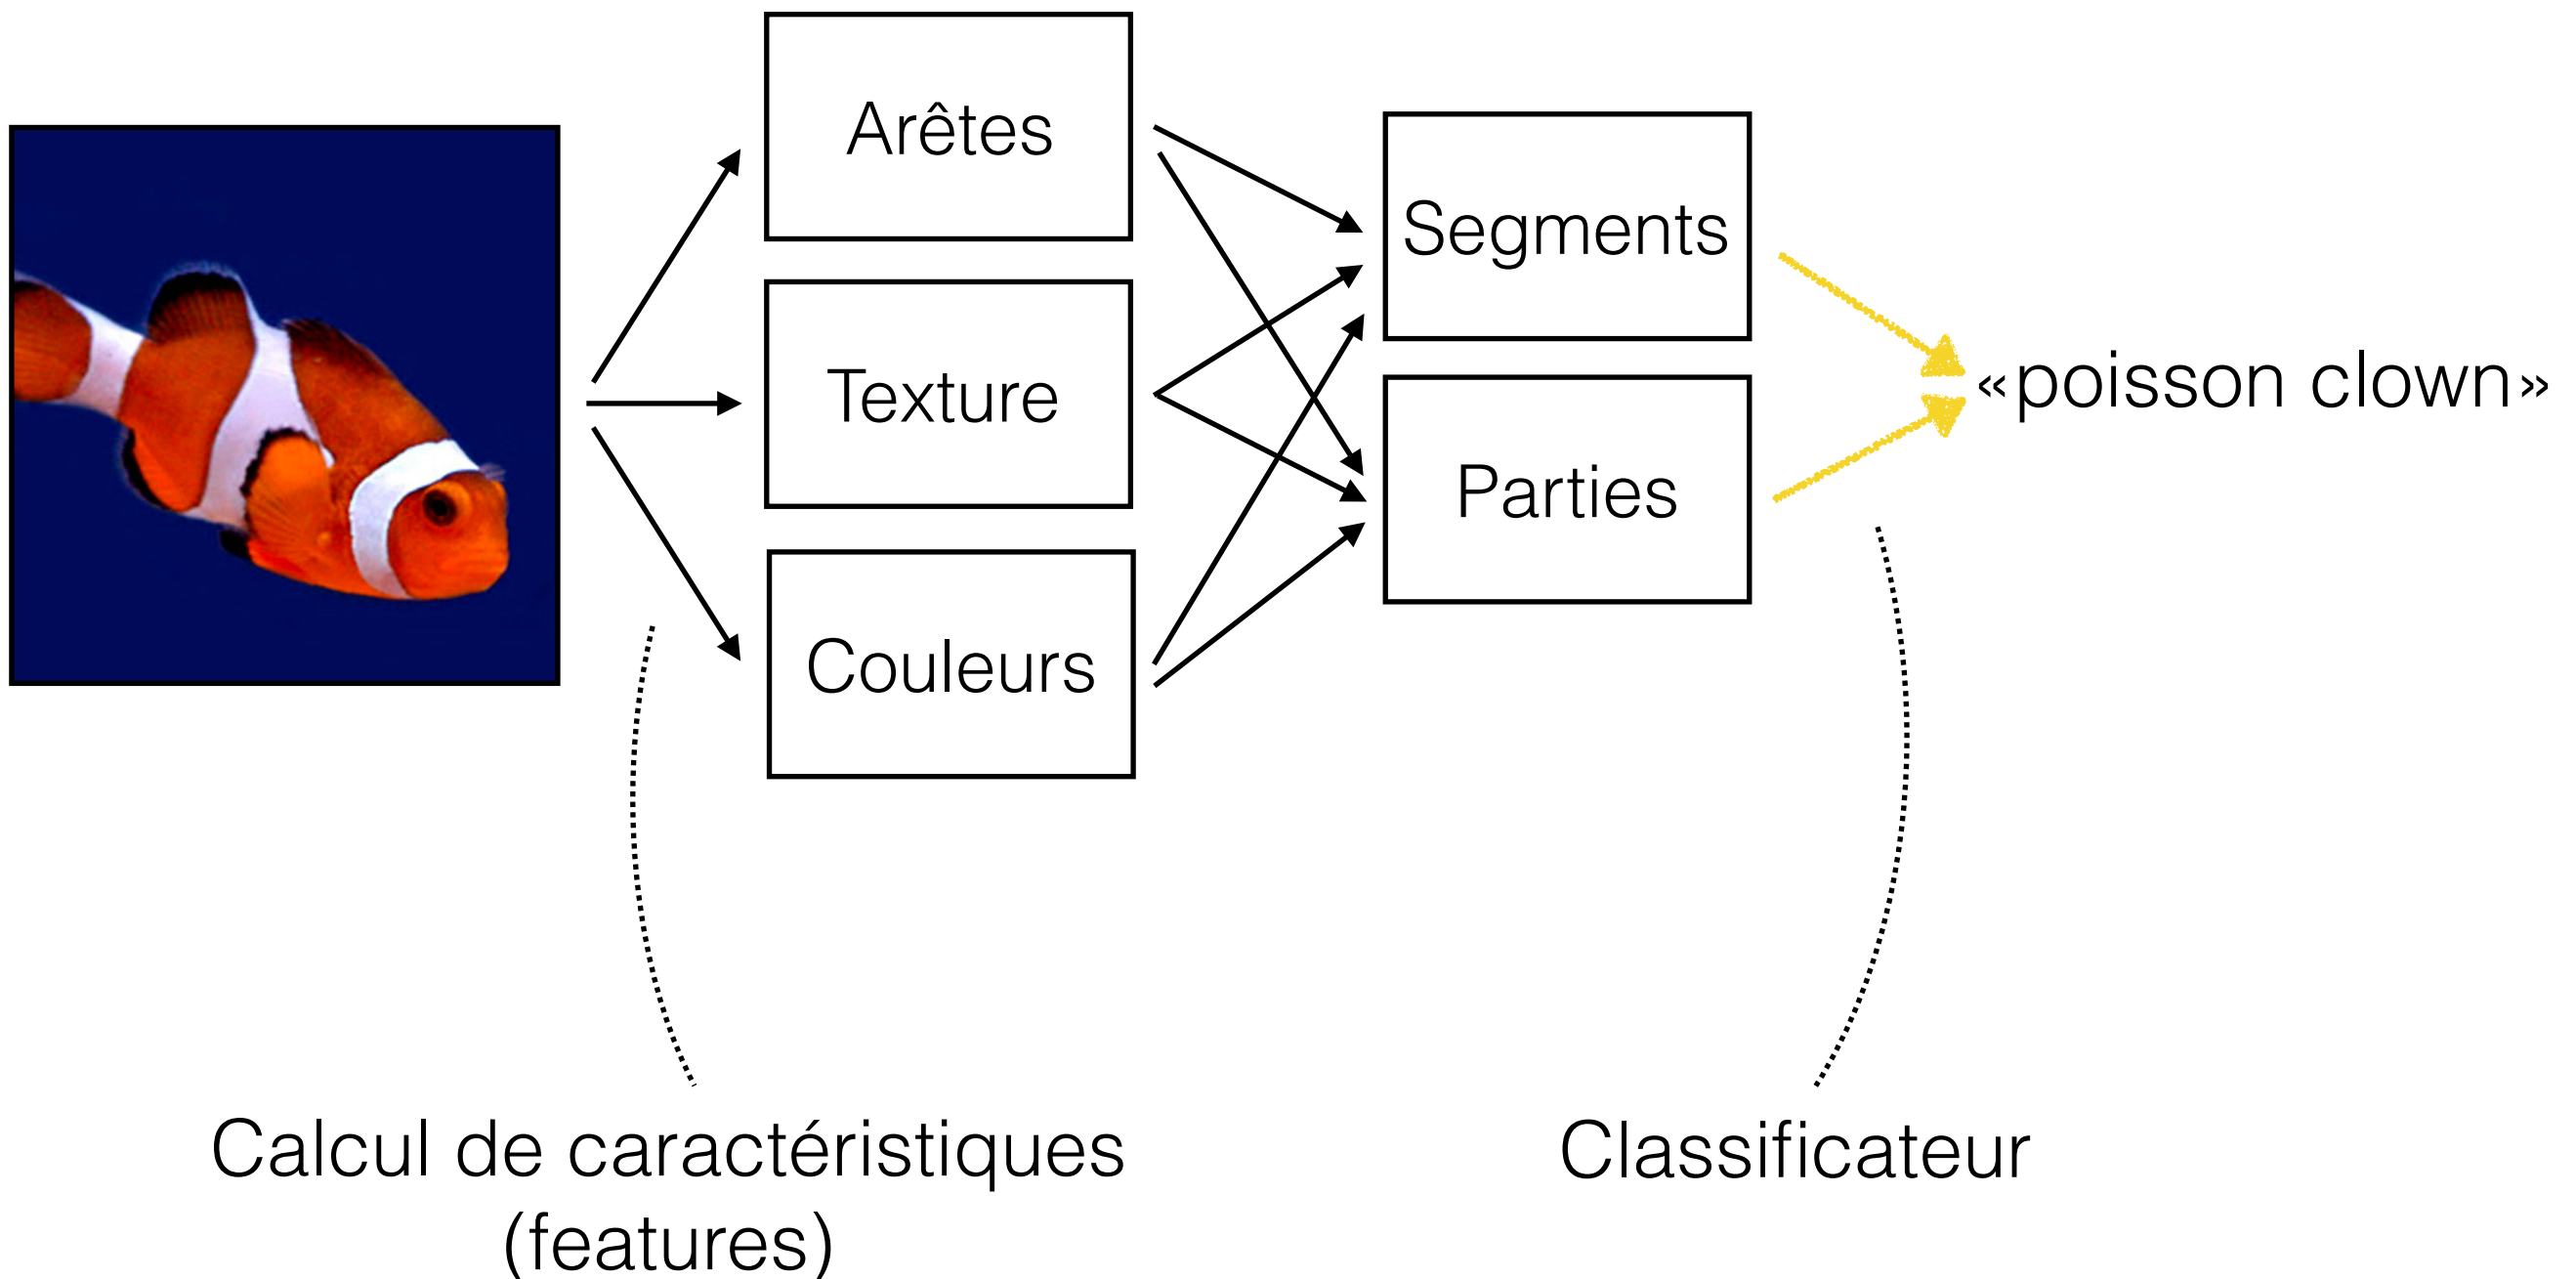 Arêtes
Texture
Couleurs
Segments
Parties
«poisson clown»
Calcul de caractéristiques
(features)
Classificateur